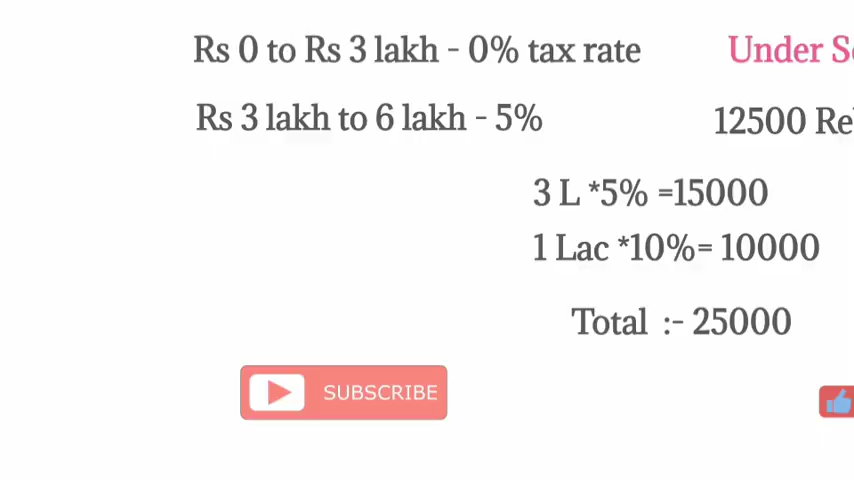 Rs 0 to Rs 3 lakh - 0% tax rate
Under
Rs 3 lakh to 6 lakh - 5%
12500
3 L *5% =15000
1 Lac *10%= 10000
Total :- 25000
SUBSCRIBE